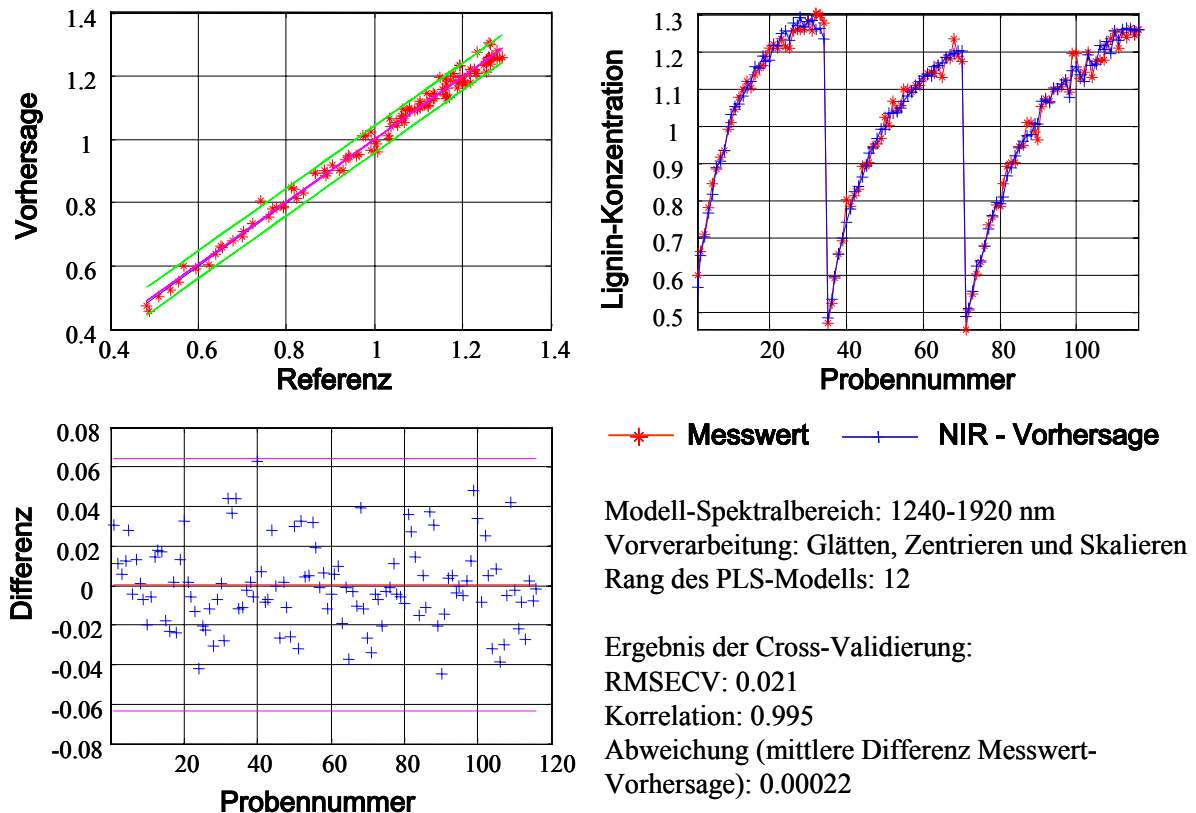 1.4
1.2
1
0.8
0.6
0.4
Vorhersage
0.4 0.6 0.8 1 1.2 1.4
Referenz
1.3
1.2
1.1
1.0
0.9
0.8
0.7
0.6
0.5
Lignin-Konzentration
20 40 60 80 100
Probennummer
0.08
0.06
0.04
0.02
0
-0.02
-0.04
-0.06
-0.08
Differenz
20 40 60 80 100 120
Probennummer
Messwert NIR - Vorhersage
Modell-Spektralbereich: 1240-1920 nm
Vorverarbeitung: Glätten, Zentrieren und Skalieren
Rang des PLS-Modells: 12
Ergebnis der Cross-Validierung:
RMSECV: 0.021
Korrelation: 0.995
Abweichung (mittlere Differenz Messwert-
Vorhersage): 0.00022